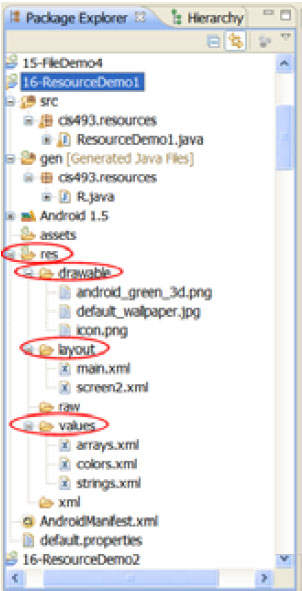 Package Explorer Hierarchy
15-FileDemo4
16-ResourceDemo1
src
cis493.resources
ResourceDemo1.java
gen [Generated Java Files]
cis493.resources
R.java
Android 1.5
assets
res
drawable
android_green_3d.png
default_wallpaper.jpg
icon.png
layout
main.xml
screen2.xml
raw
values
arrays.xml
colors.xml
strings.xml
xml
AndroidManifest.xml
default.properties
16-ResourceDemo2